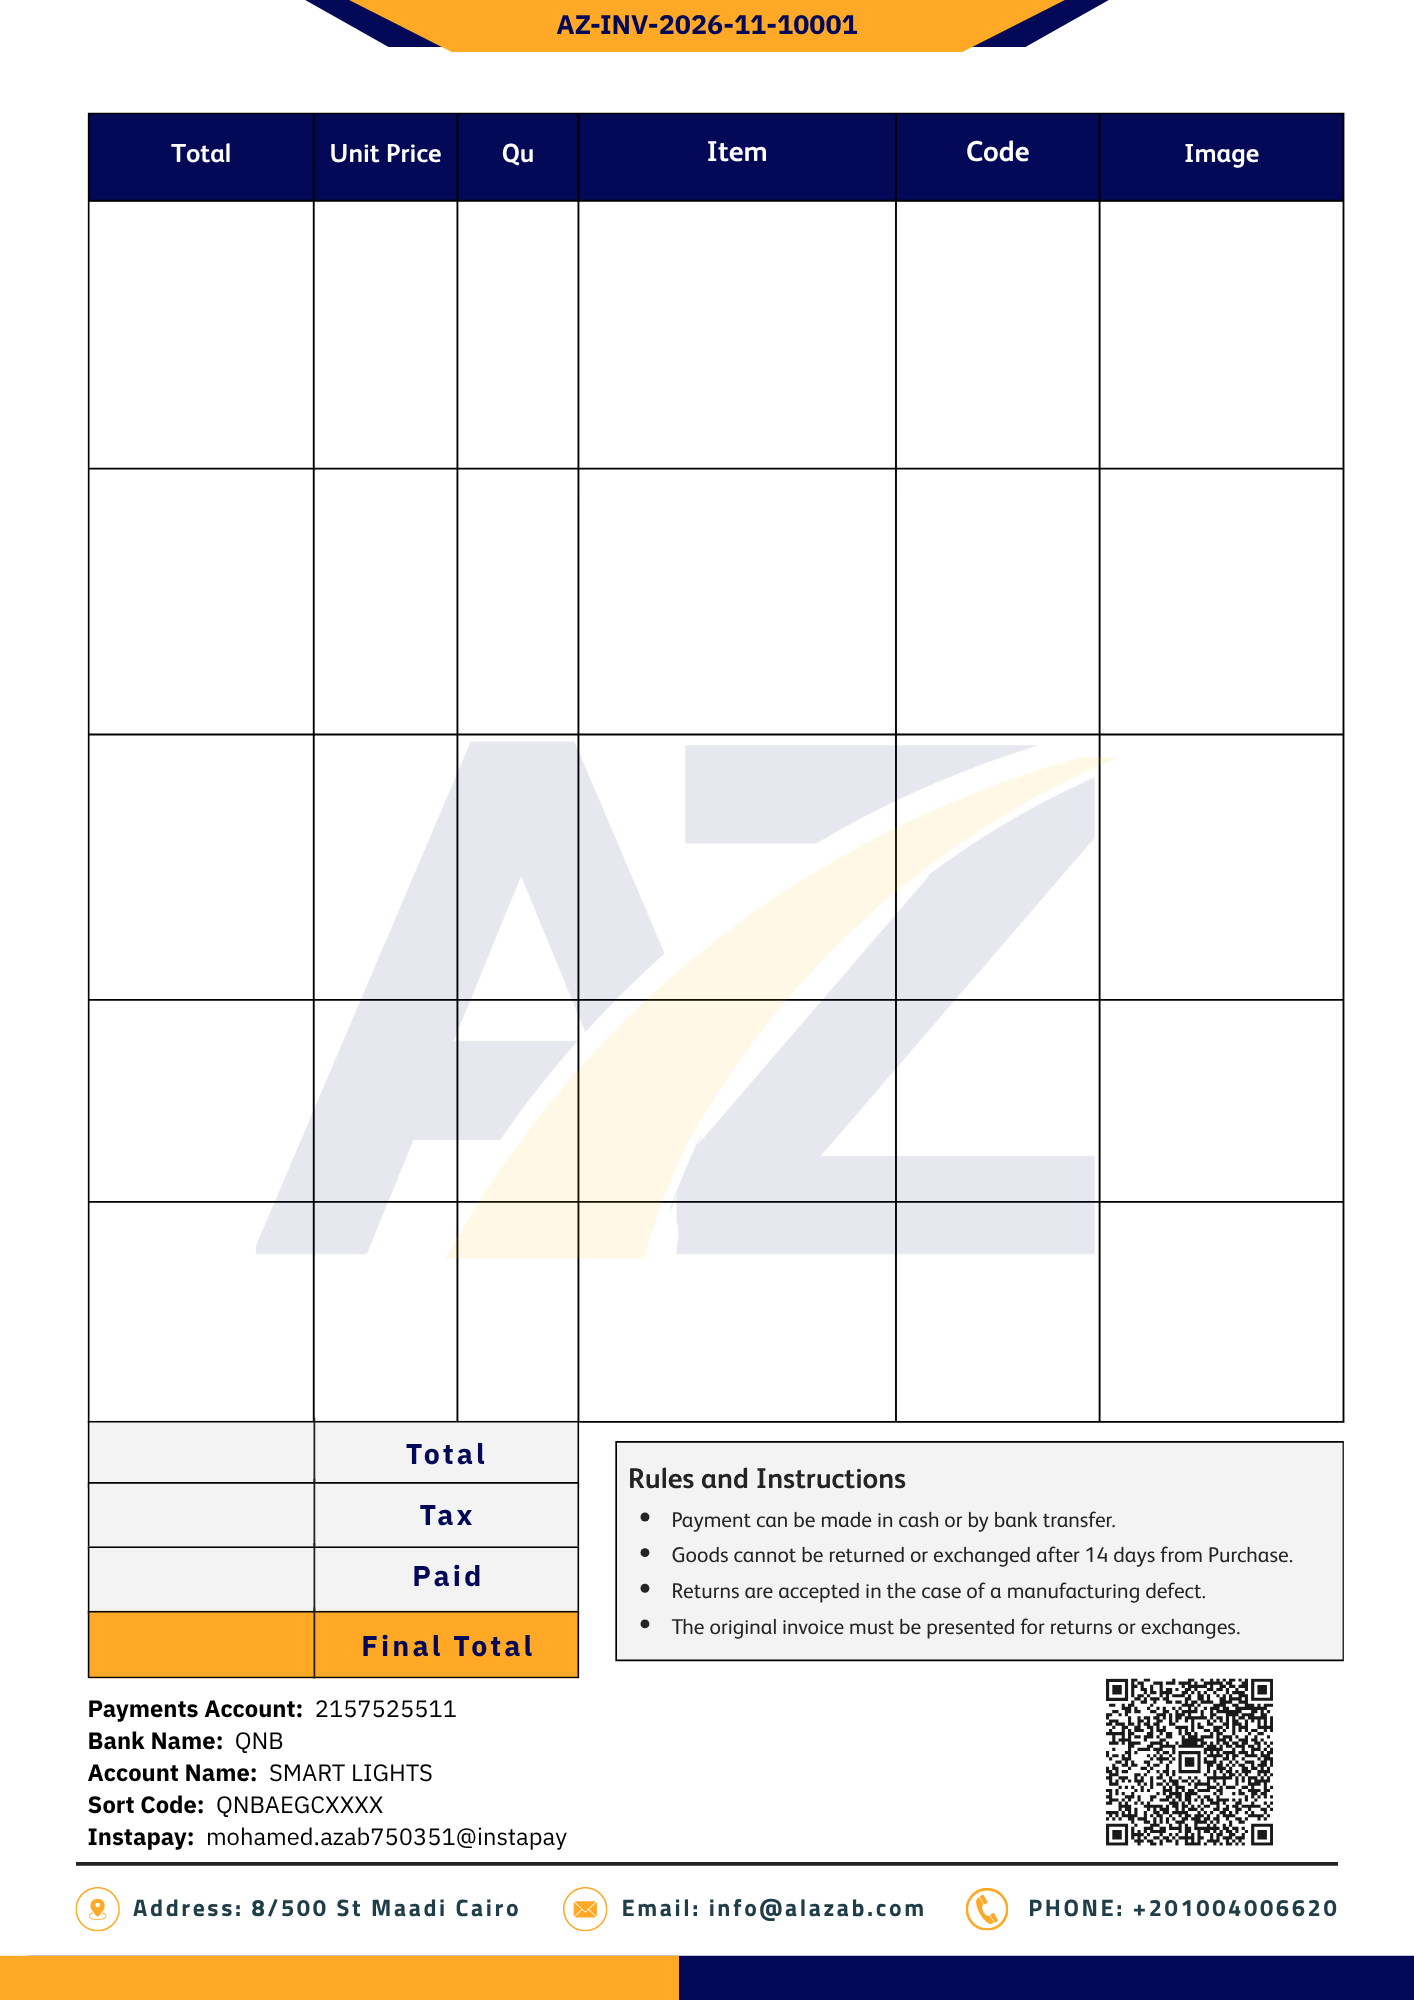 AZ-INV-2026-11-10001
Total Unit Price Qu Item Code Image
AZ
Total
Tax
Paid
Final Total
Rules and Instructions
• Payment can be made in cash or by bank transfer.
• Goods cannot be returned or exchanged after 14 days from Purchase.
• Returns are accepted in the case of a manufacturing defect.
• The original invoice must be presented for returns or exchanges.
Payments Account: 2157525511
Bank Name: QNB
Account Name: SMART LIGHTS
Sort Code: QNBAEGCXXXX
Instapay: mohamed.azab750351@instapay
Address: 8/500 St Maadi Cairo Email: info@alazab.com PHONE: +201004006620